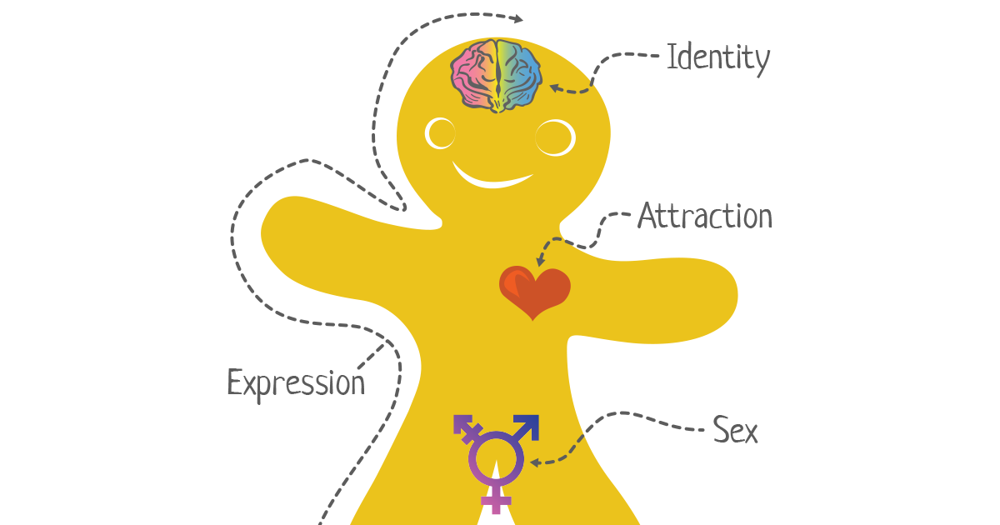 Identity
Attraction
Expression
Sex